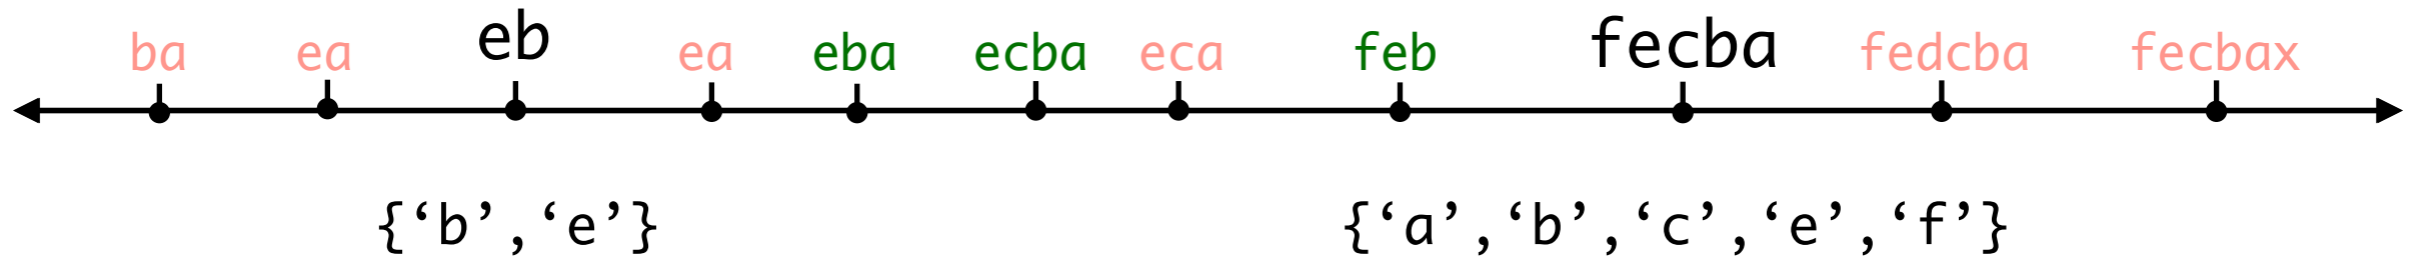 ba ea eb ea eba ecba eca feb fecba fedcba fecbax
{‘b’,‘e’} {‘a’,‘b’,‘c’,‘e’,‘f’}